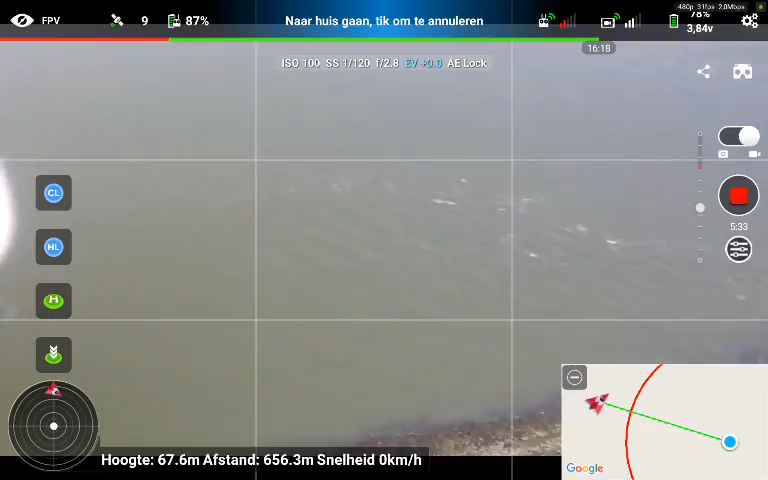 480p 31fps 2,0Mbps
FPV
9
87%
Naar huis gaan, tik om te annuleren
78%
3,84v
16:18
ISO 100 SS 1/120 f/2.8 EV +0.0 AE Lock
CL
5:33
HL
H
Hoogte: 67.6m Afstand: 656.3m Snelheid 0km/h
Google